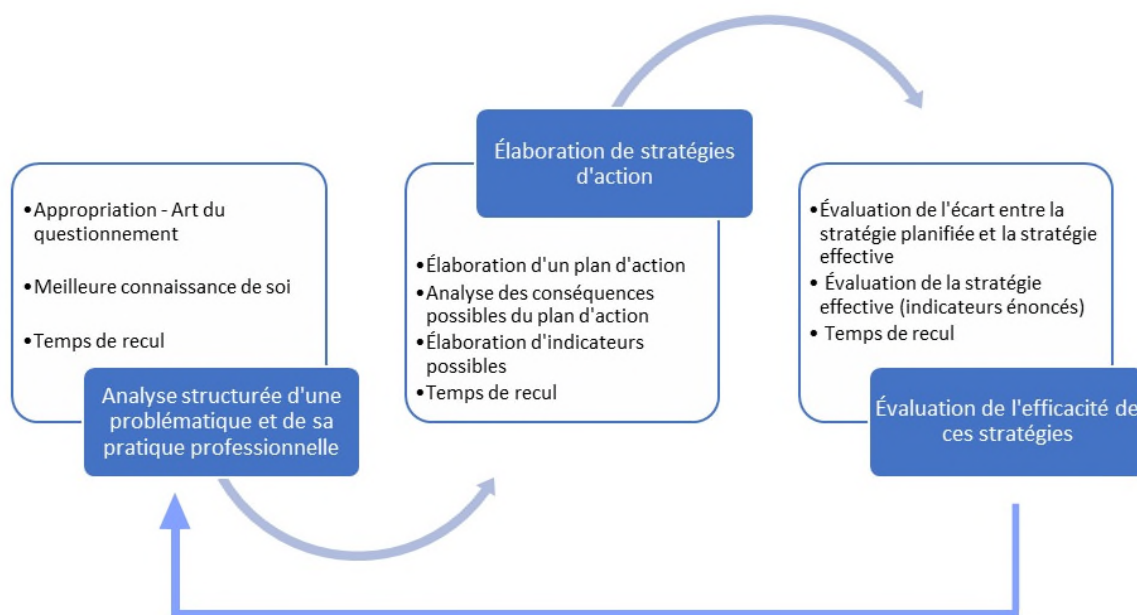 •Appropriation - Art du
questionnement
•Meilleure connaissance de soi
•Temps de recul
Analyse structurée d'une
problématique et de sa
pratique professionnelle
Élaboration de stratégies
d'action
•Élaboration d'un plan d'action
•Analyse des conséquences
possibles du plan d'action
•Élaboration d'indicateurs
possibles
•Temps de recul
•Évaluation de l'écart entre la
stratégie planifiée et la stratégie
effective
• Évaluation de la stratégie
effective (indicateurs énoncés)
• Temps de recul
Évaluation de l'efficacité de
ces stratégies